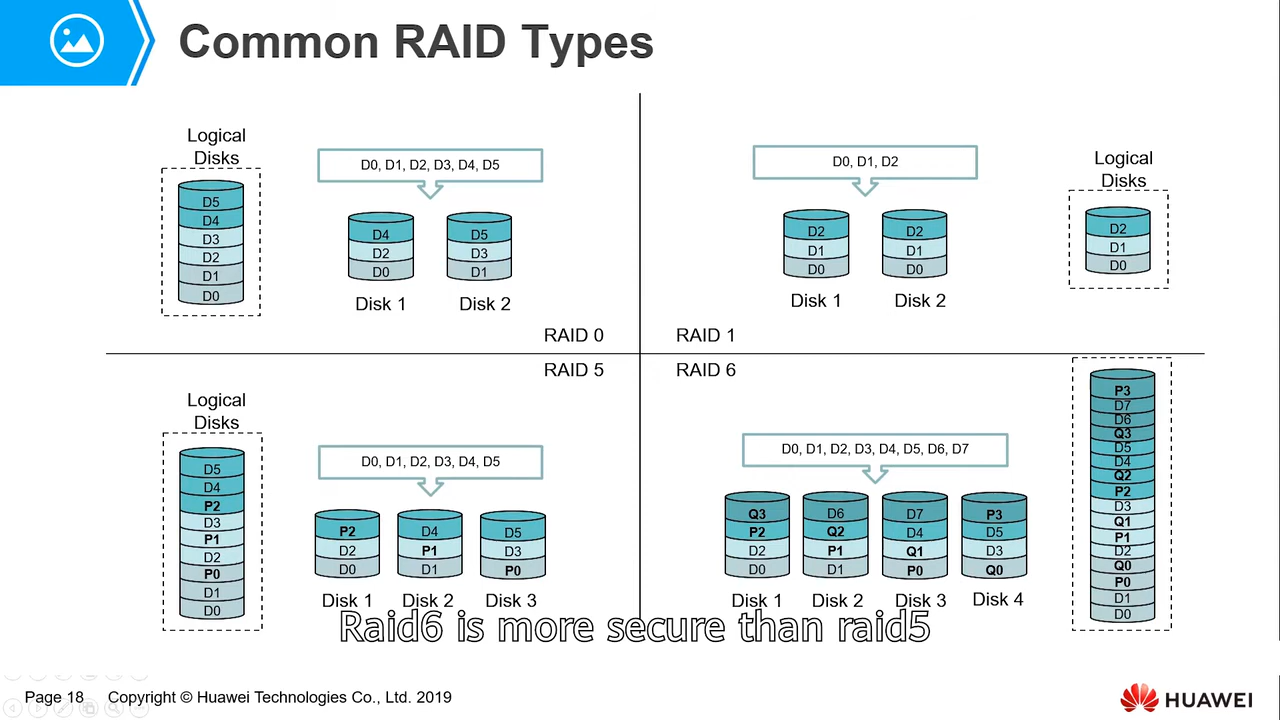 Common RAID Types
Logical
Disks
D5
D4
D3
D2
D1
D0
D0, D1, D2, D3, D4, D5
D4
D2
D0
D5
D3
D1
Disk 1
Disk 2
RAID 0
D0, D1, D2
D2
D1
D0
D2
D1
D0
Disk 1
Disk 2
Logical
Disks
D2
D1
D0
RAID 1
RAID 5
Logical
Disks
D5
D4
P2
D3
P1
D2
P0
D1
D0
D0, D1, D2, D3, D4, D5
P2
D2
D0
D4
P1
D1
D5
D3
P0
Disk 1
Disk 2
Disk 3
RAID 6
D0, D1, D2, D3, D4, D5, D6, D7
Q3
P2
D2
D0
D6
Q2
P1
D1
D7
D4
Q1
P0
P3
D5
D3
Q0
Disk 1
Disk 2
Disk 3
Disk 4
P3
D7
D6
Q3
D5
D4
Q2
P2
D3
Q1
P1
D2
Q0
P0
D1
D0
Raid6 is more secure than raid5
Page 18
Copyright © Huawei Technologies Co., Ltd. 2019
HUAWEI